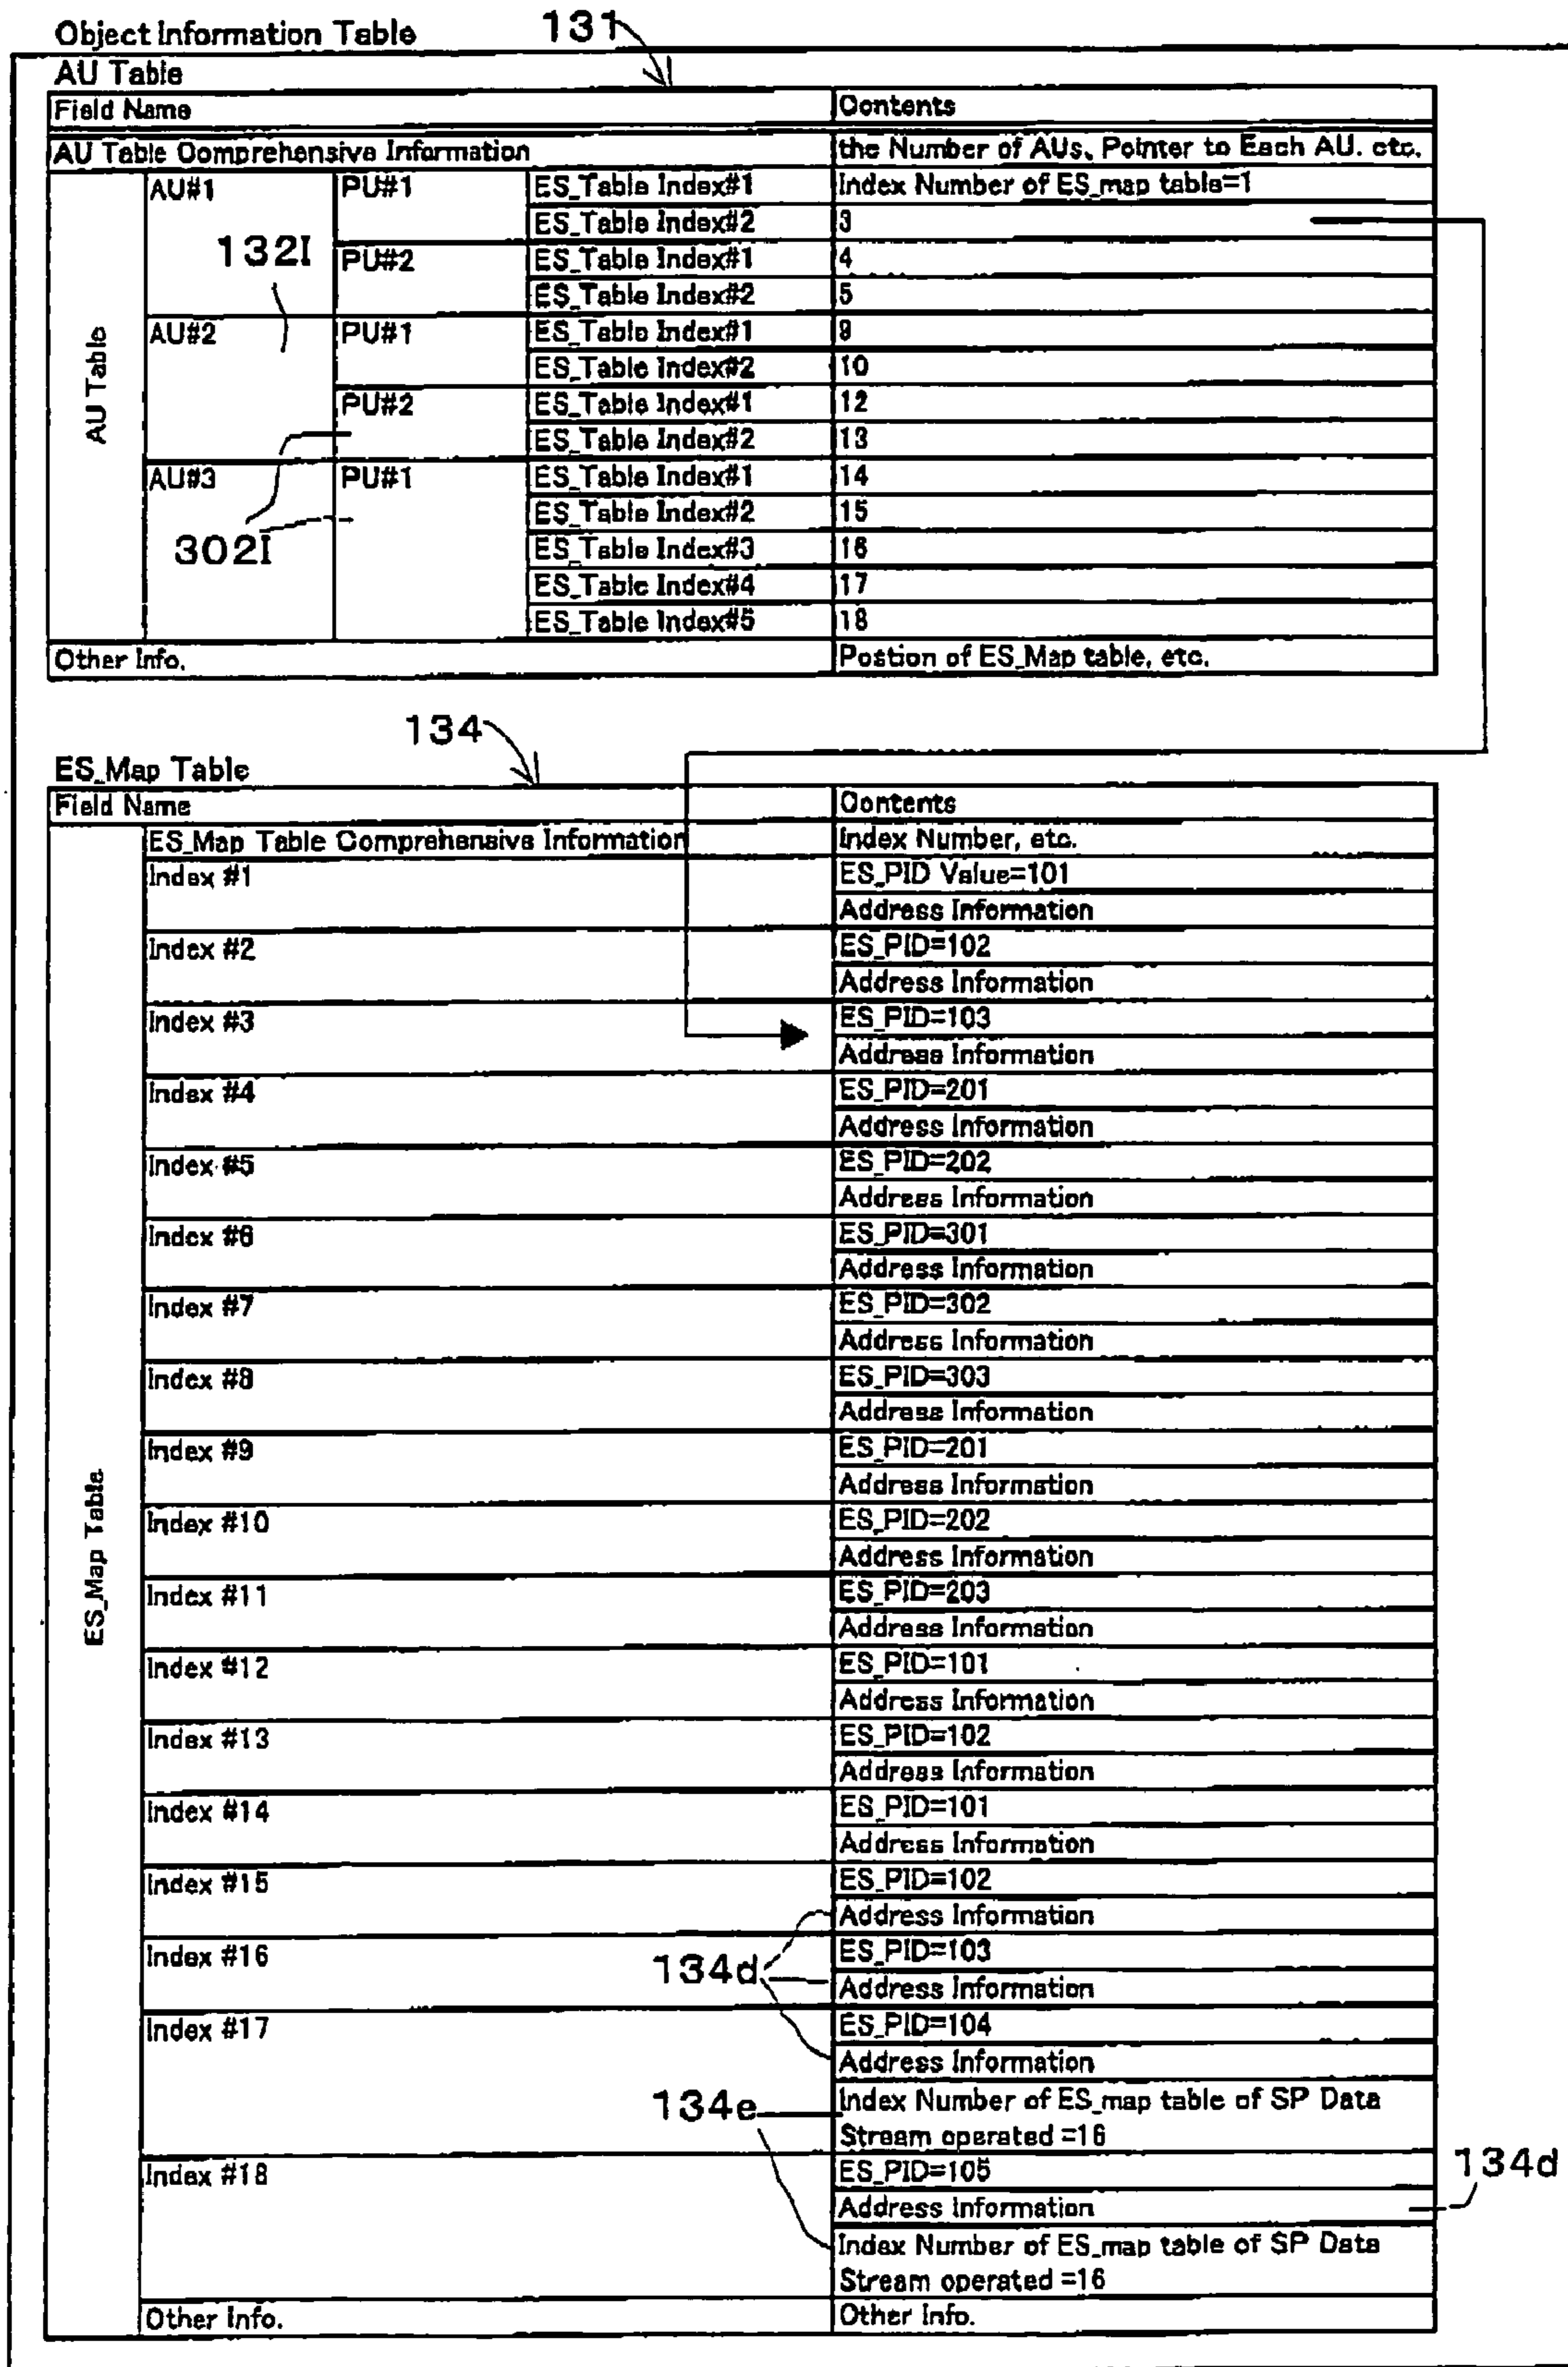 Object Information Table 131
AU Table
Field Name Contents
AU Table Comprehensive Information the Number of AUs, Pointer to Each AU. etc.
AU Table
AU#1 PU#1 ES_Table Index#1 Index Number of ES_map table=1
ES_Table Index#2 3
132I PU#2 ES_Table Index#1 4
ES_Table Index#2 5
AU#2 PU#1 ES_Table Index#1 9
ES_Table Index#2 10
PU#2 ES_Table Index#1 12
ES_Table Index#2 13
AU#3 PU#1 ES_Table Index#1 14
ES_Table Index#2 15
302I ES_Table Index#3 16
ES_Table Index#4 17
ES_Table Index#5 18
Other Info. Postion of ES_Map table, etc.
134
ES_Map Table
Field Name Contents
ES_Map Table Comprehensive Information Index Number, etc.
Index #1 ES_PID Value=101
Address Information
Index #2 ES_PID=102
Address Information
Index #3 ES_PID=103
Address Information
Index #4 ES_PID=201
Address Information
Index #5 ES_PID=202
Address Information
Index #6 ES_PID=301
Address Information
Index #7 ES_PID=302
Address Information
Index #8 ES_PID=303
Address Information
Index #9 ES_PID=201
Address Information
ES_Map Table
Index #10 ES_PID=202
Address Information
Index #11 ES_PID=203
Address Information
Index #12 ES_PID=101
Address Information
Index #13 ES_PID=102
Address Information
Index #14 ES_PID=101
Address Information
Index #15 ES_PID=102
Address Information
Index #16 134d ES_PID=103
Address Information
Index #17 ES_PID=104
Address Information
134e Index Number of ES_map table of SP Data
Stream operated =16
Index #18 ES_PID=105 134d
Address Information
Index Number of ES_map table of SP Data
Stream operated =16
Other Info. Other Info.